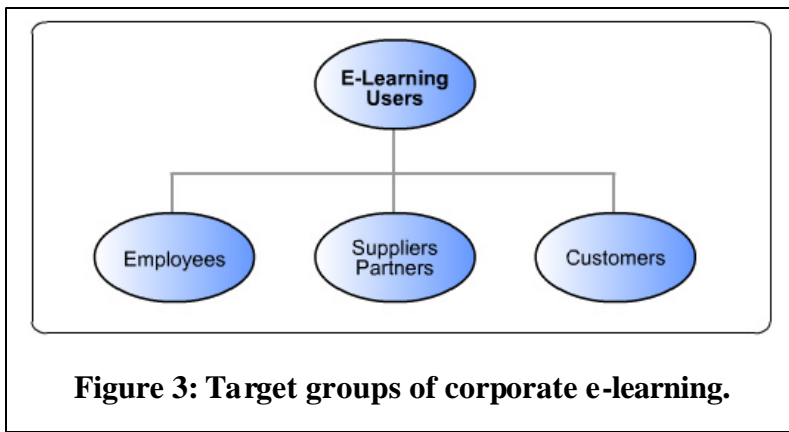 E-Learning
Users
Employees
Suppliers
Partners
Customers
Figure 3: Target groups of corporate e-learning.